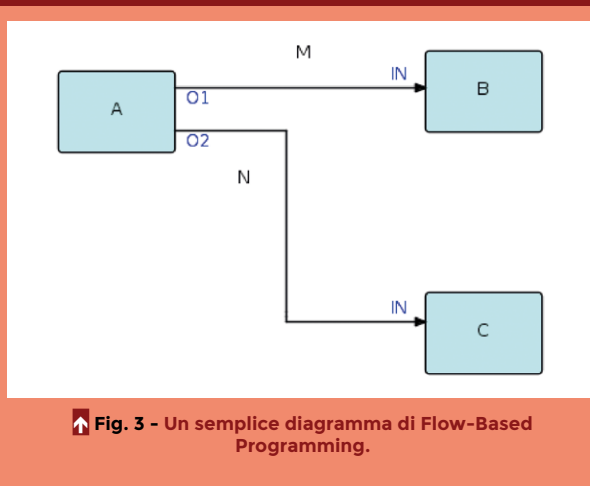 M
IN
B
A
O1
O2
N
IN
C
Fig. 3 - Un semplice diagramma di Flow-Based
Programming.